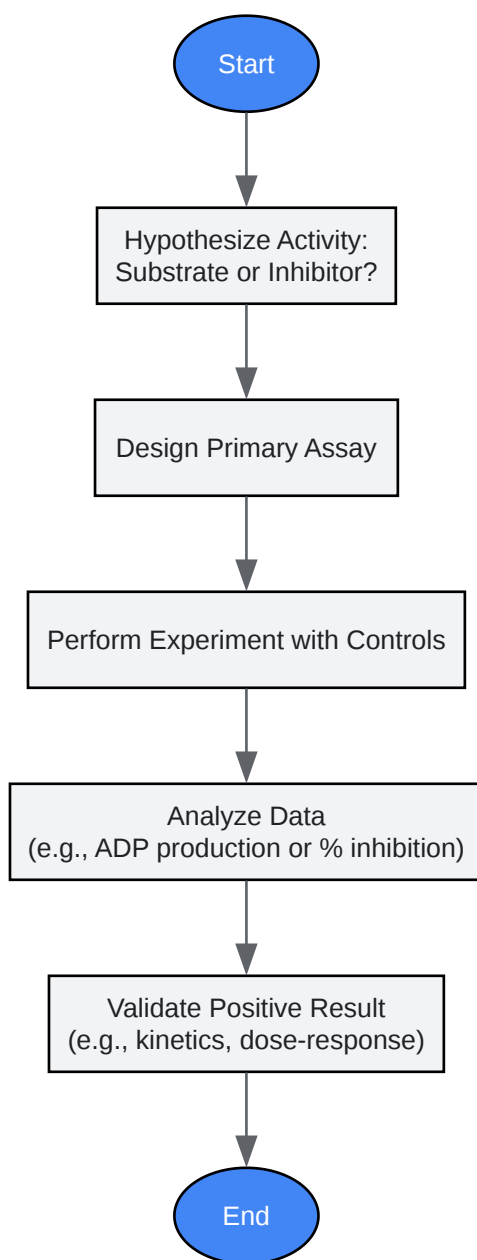 Start
Hypothesize Activity:
Substrate or Inhibitor?
Design Primary Assay
Perform Experiment with Controls
Analyze Data
(e.g., ADP production or % inhibition)
Validate Positive Result
(e.g., kinetics, dose-response)
End